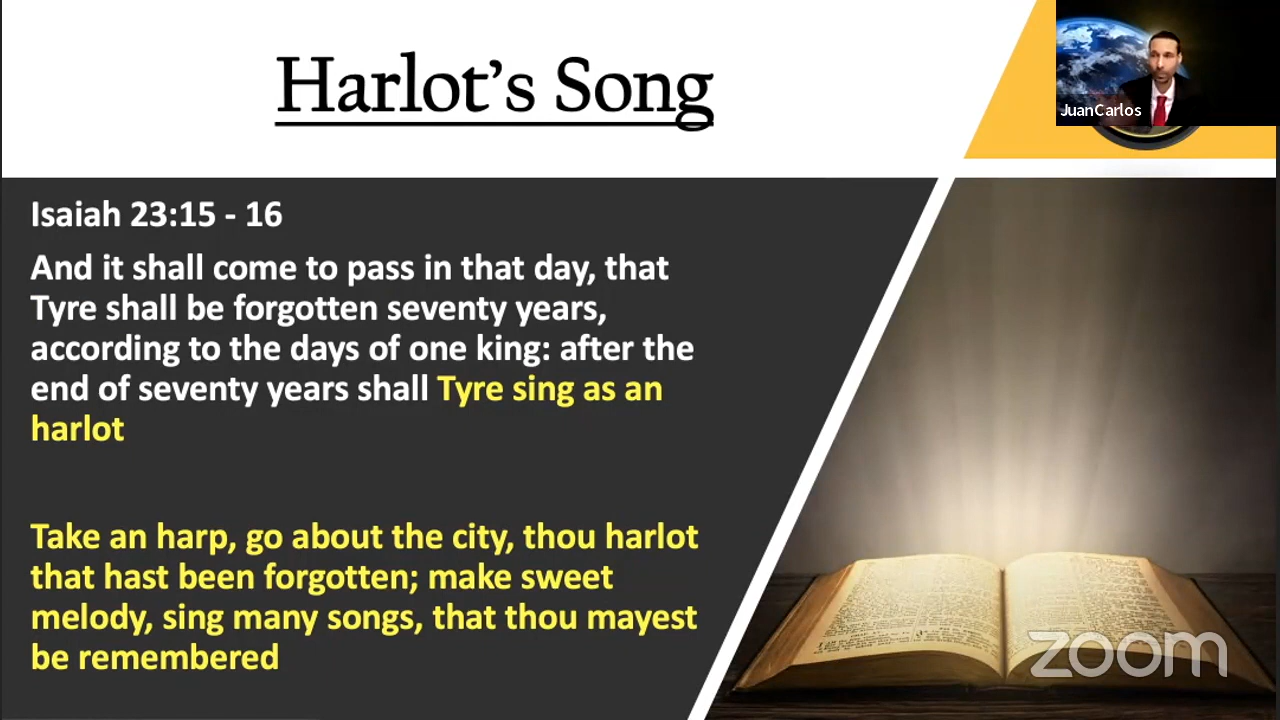 Harlot’s Song
JuanCarlos
Isaiah 23:15 - 16
And it shall come to pass in that day, that
Tyre shall be forgotten seventy years,
according to the days of one king: after the
end of seventy years shall Tyre sing as an
harlot
Take an harp, go about the city, thou harlot
that hast been forgotten; make sweet
melody, sing many songs, that thou mayest
be remembered
zoom